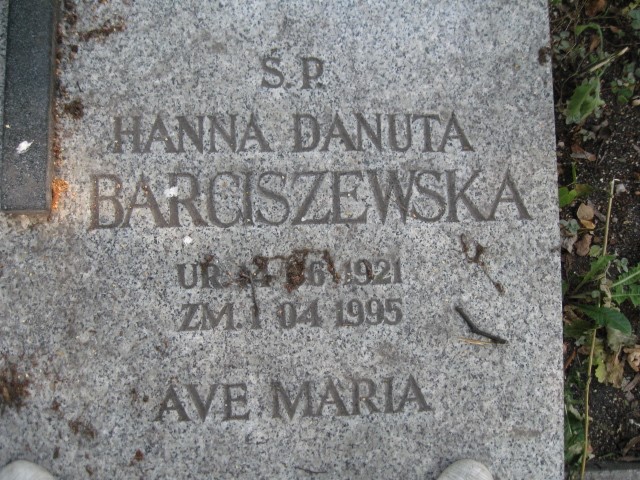 Ś.P.
HANNA DANUTA
BARCISZEWSKA
UR. 1921
ZM. 1 04 1995
AVE MARIA